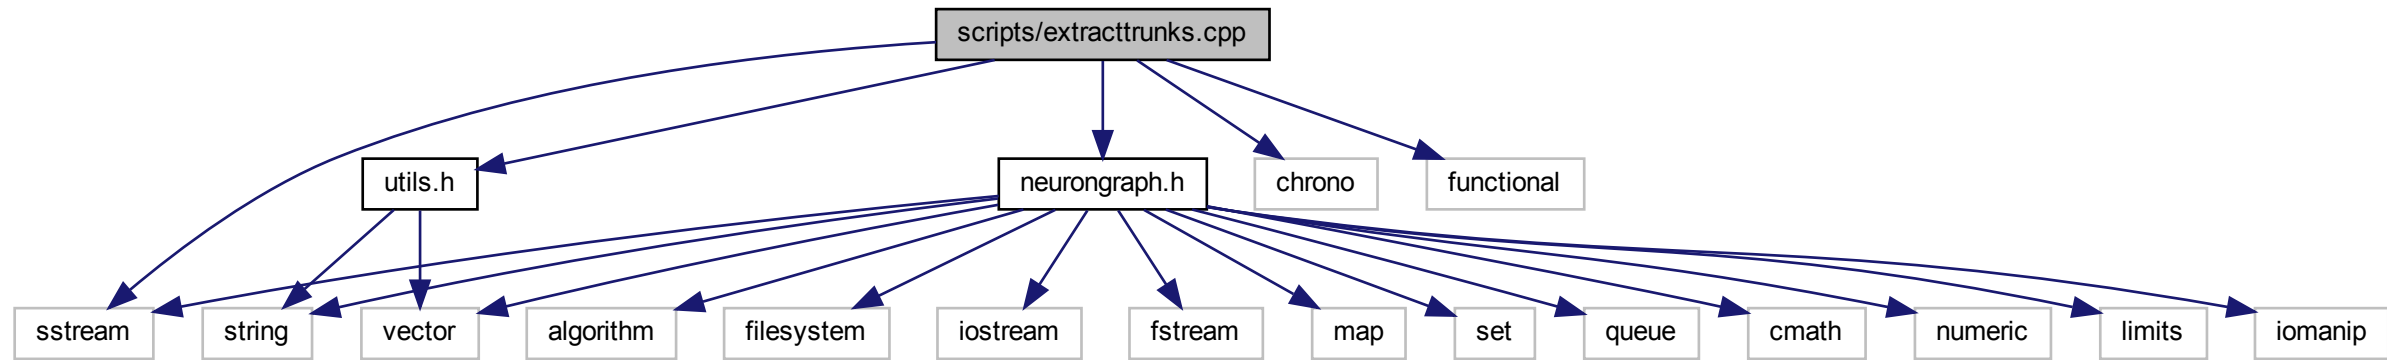 scripts/extracttrunks.cpp
utils.h
neurongraph.h
chrono
functional
sstream
string
vector
algorithm
filesystem
iostream
fstream
map
set
queue
cmath
numeric
limits
iomanip